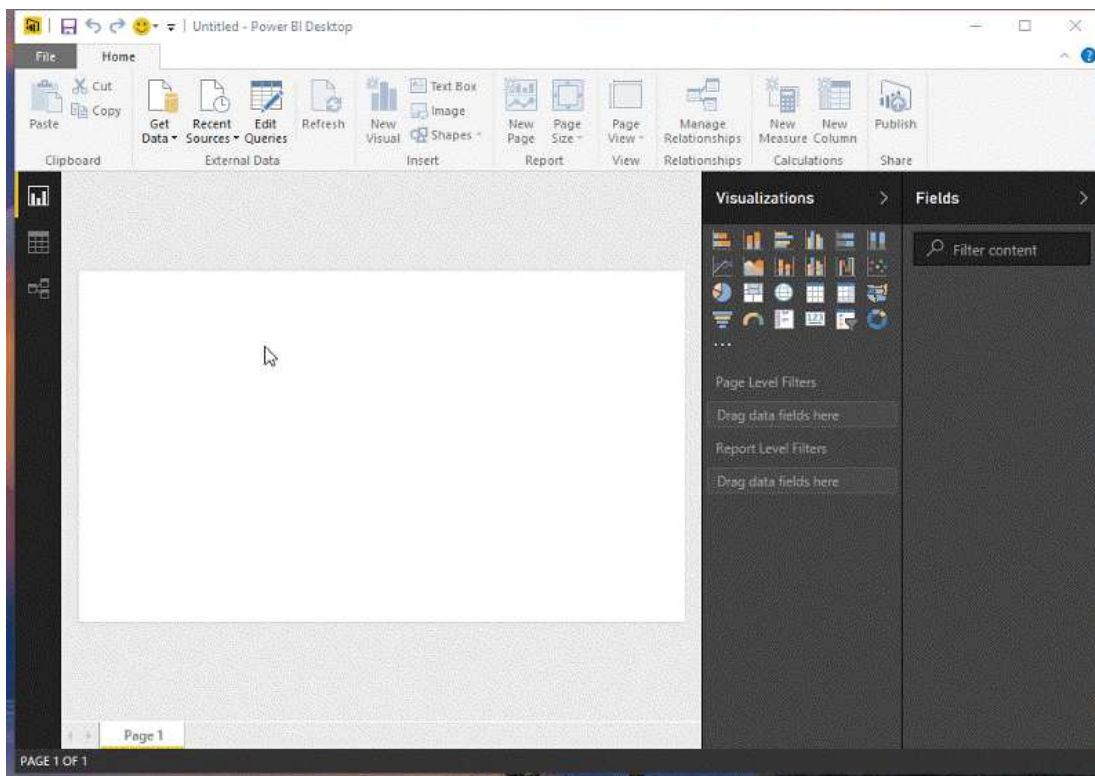 Untitled - Power BI Desktop
File Home
Paste
Cut
Copy
Get Data
Recent Sources
Edit Queries
Refresh
New Visual
Text Box
Image
Shapes
New Page
Page Size
Page View
Manage Relationships
New Measure
New Column
Publish
Clipboard External Data Insert Report View Relationships Calculations Share
Visualizations
Fields
Filter content
123
Page Level Filters
Drag data fields here
Report Level Filters
Drag data fields here
Page 1
PAGE 1 OF 1